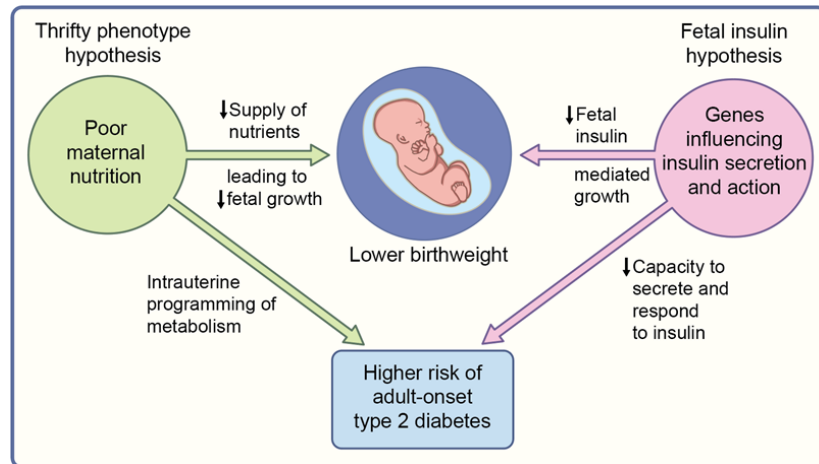 Thrifty phenotype
hypothesis
Fetal insulin
hypothesis
Poor
maternal
nutrition
↓Supply of
nutrients
leading to
↓fetal growth
↓Fetal
insulin
mediated
growth
Genes
influencing
insulin secretion
and action
Lower birthweight
Intrauterine
programming of
metabolism
↓Capacity to
secrete and
respond
to insulin
Higher risk of
adult-onset
type 2 diabetes